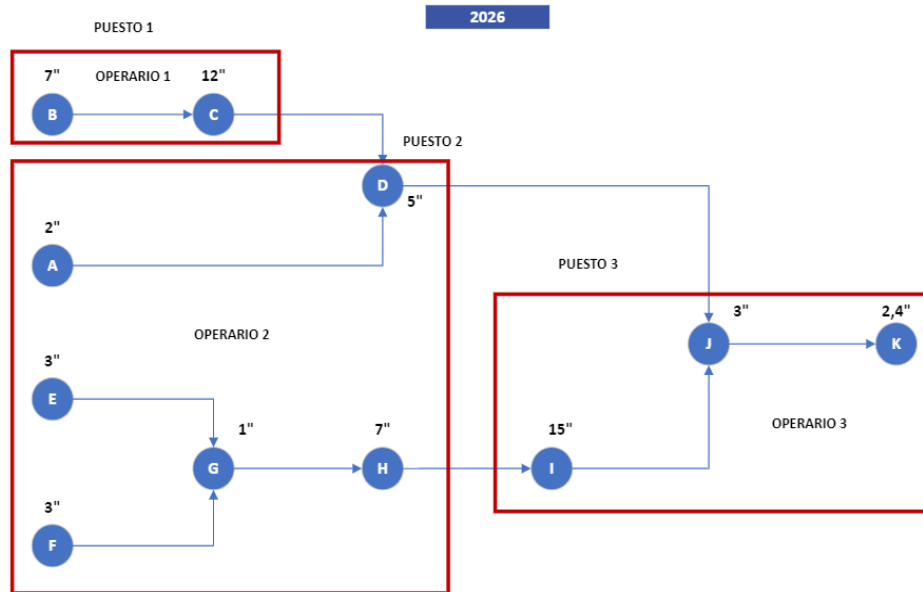 2026
PUESTO 1
7" OPERARIO 1 12"
B C
PUESTO 2
D
5"
2"
A
PUESTO 3
3" 2,4"
OPERARIO 2
J K
3"
E
OPERARIO 3
1" 7"
15"
G H I
3"
F